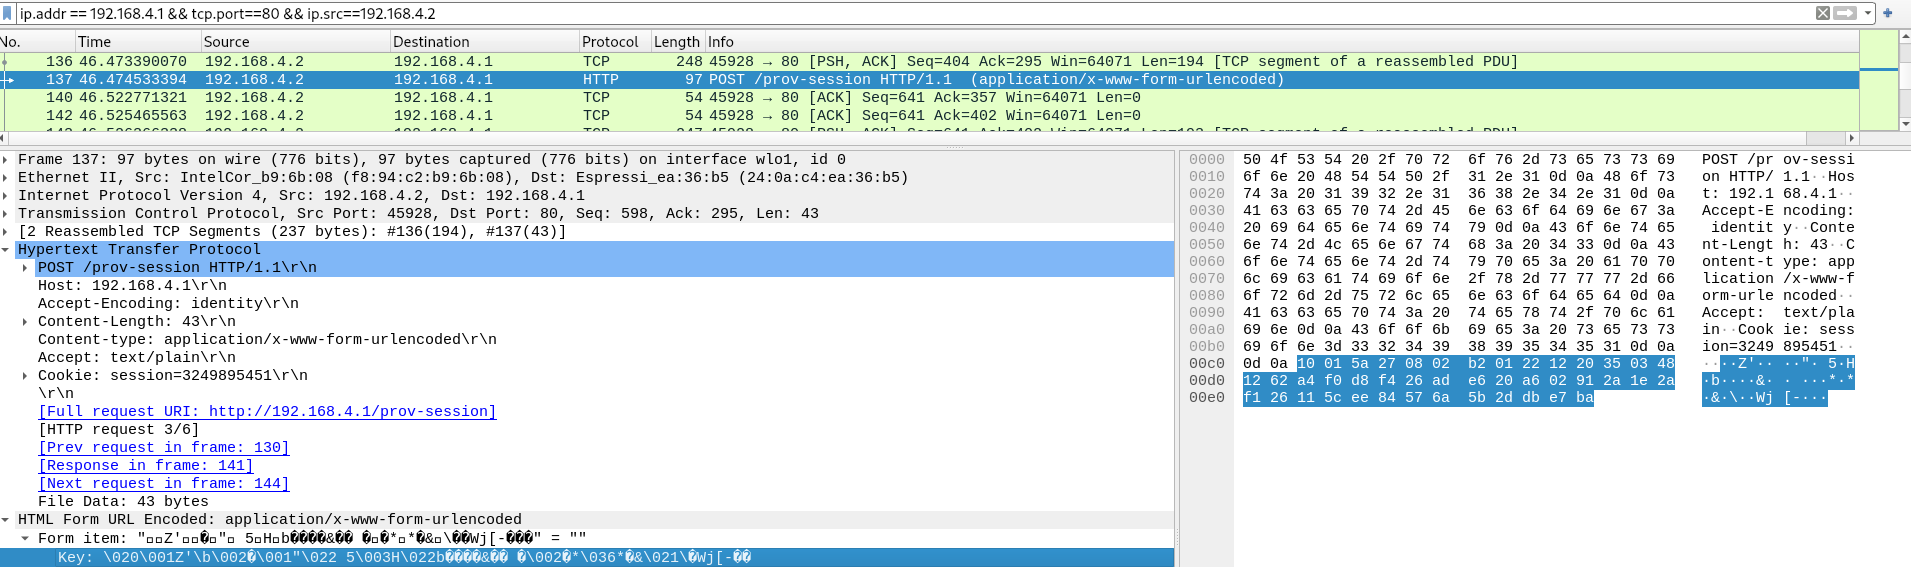 ip.addr == 192.168.4.1 && tcp.port==80 && ip.src==192.168.4.2
No. Time Source Destination Protocol Length Info
136 46.473390070 192.168.4.2 192.168.4.1 TCP 248 45928 → 80 [PSH, ACK] Seq=404 Ack=295 Win=64071 Len=194 [TCP segment of a reassembled PDU]
137 46.474533394 192.168.4.2 192.168.4.1 HTTP 97 POST /prov-session HTTP/1.1  (application/x-www-form-urlencoded)
140 46.522771321 192.168.4.2 192.168.4.1 TCP 54 45928 → 80 [ACK] Seq=641 Ack=357 Win=64071 Len=0
142 46.525465563 192.168.4.2 192.168.4.1 TCP 54 45928 → 80 [ACK] Seq=641 Ack=402 Win=64071 Len=0
Frame 137: 97 bytes on wire (776 bits), 97 bytes captured (776 bits) on interface wlo1, id 0
Ethernet II, Src: IntelCor_b9:6b:08 (f8:94:c2:b9:6b:08), Dst: Espressi_ea:36:b5 (24:0a:c4:ea:36:b5)
Internet Protocol Version 4, Src: 192.168.4.2, Dst: 192.168.4.1
Transmission Control Protocol, Src Port: 45928, Dst Port: 80, Seq: 598, Ack: 295, Len: 43
[2 Reassembled TCP Segments (237 bytes): #136(194), #137(43)]
Hypertext Transfer Protocol
POST /prov-session HTTP/1.1\r\n
Host: 192.168.4.1\r\n
Accept-Encoding: identity\r\n
Content-Length: 43\r\n
Content-type: application/x-www-form-urlencoded\r\n
Accept: text/plain\r\n
Cookie: session=3249895451\r\n
\r\n
[Full request URI: http://192.168.4.1/prov-session]
[HTTP request 3/6]
[Prev request in frame: 130]
[Response in frame: 141]
[Next request in frame: 144]
File Data: 43 bytes
HTML Form URL Encoded: application/x-www-form-urlencoded
Form item: "□□Z'□□�□"□ 5□H□b����&�� �□�*□*�&□\��Wj[-���" = ""
Key: \020\001Z'\b\002�\001"\022 5\003H\022b����&�� �\002�*\036*�&\021\�Wj[-��
0000 50 4f 53 54 20 2f 70 72 6f 76 2d 73 65 73 73 69 POST /pr ov-sessi
0010 6f 6e 20 48 54 54 50 2f 31 2e 31 0d 0a 48 6f 73 on HTTP/ 1.1··Hos
0020 74 3a 20 31 39 32 2e 31 36 38 2e 34 2e 31 0d 0a t: 192.1 68.4.1··
0030 41 63 63 65 70 74 2d 45 6e 63 6f 64 69 6e 67 3a Accept-E ncoding:
0040 20 69 64 65 6e 74 69 74 79 0d 0a 43 6f 6e 74 65 identit y··Conte
0050 6e 74 2d 4c 65 6e 67 74 68 3a 20 34 33 0d 0a 43 nt-Lengt h: 43··C
0060 6f 6e 74 65 6e 74 2d 74 79 70 65 3a 20 61 70 70 ontent-t ype: app
0070 6c 69 63 61 74 69 6f 6e 2f 78 2d 77 77 77 2d 66 lication /x-www-f
0080 6f 72 6d 2d 75 72 6c 65 6e 63 6f 64 65 64 0d 0a orm-urle ncoded··
0090 41 63 63 65 70 74 3a 20 74 65 78 74 2f 70 6c 61 Accept:  text/pla
00a0 69 6e 0d 0a 43 6f 6f 6b 69 65 3a 20 73 65 73 73 in··Cook ie: sess
00b0 69 6f 6e 3d 33 32 34 39 38 39 35 34 35 31 0d 0a ion=3249 895451··
00c0 0d 0a 10 01 5a 27 08 02 b2 01 22 12 20 35 03 48 ····Z'·· ··"· 5·H
00d0 12 62 a4 f0 d8 f4 26 ad e6 20 a6 02 91 2a 1e 2a ·b····&· · ···*·*
00e0 f1 26 11 5c ee 84 57 6a 5b 2d db e7 ba ·&·\··Wj [-···